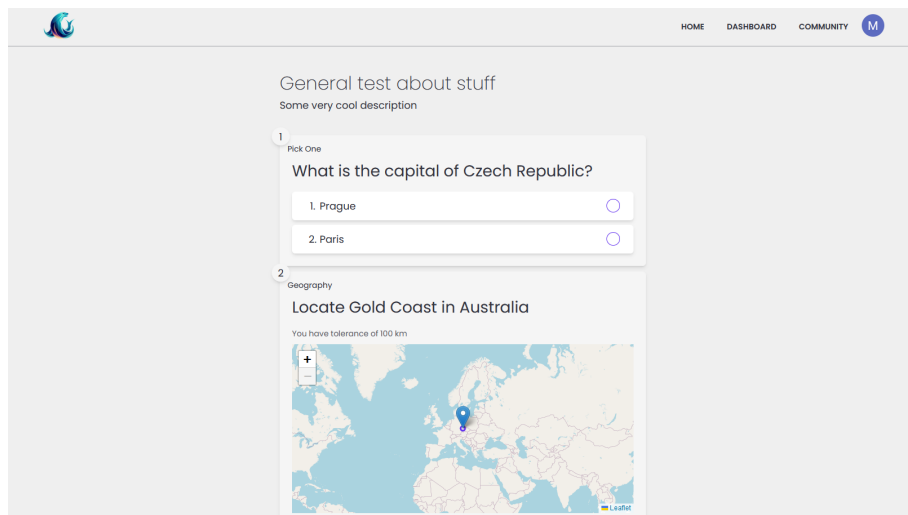 HOME DASHBOARD COMMUNITY M
General test about stuff
Some very cool description
1
Pick One
What is the capital of Czech Republic?
1. Prague
2. Paris
2
Geography
Locate Gold Coast in Australia
You have tolerance of 100 km
+
−
Leaflet